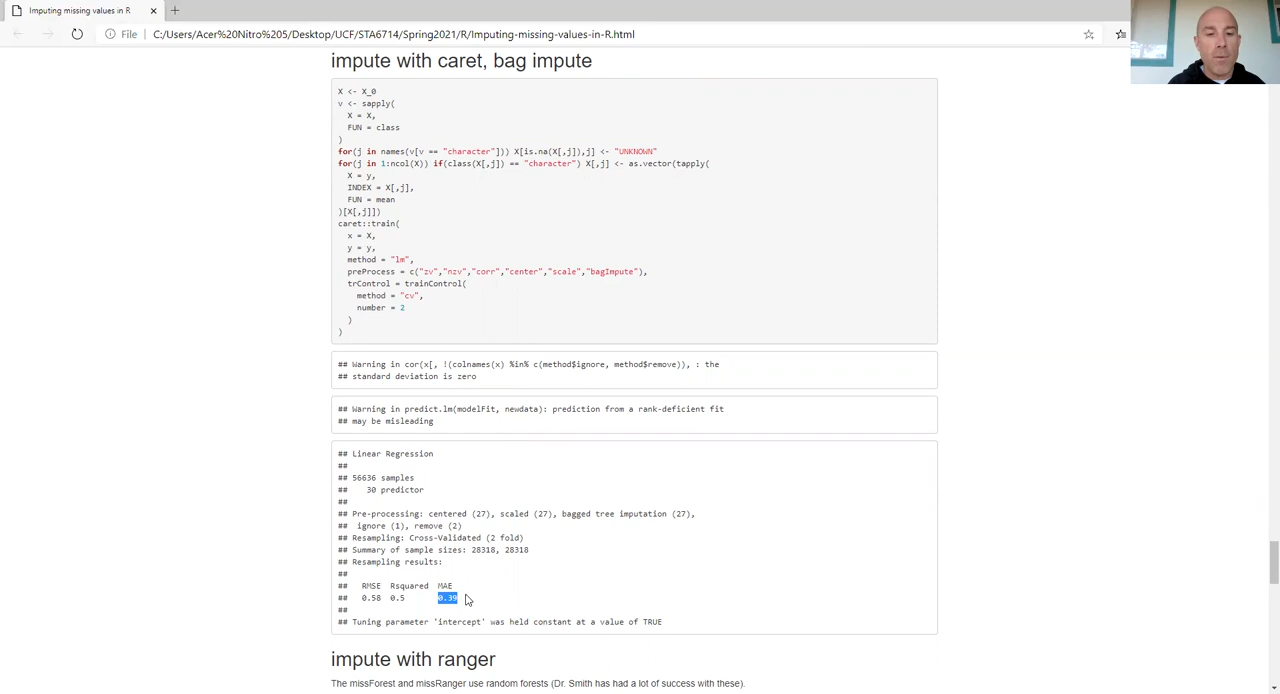 Imputing missing values in R
File
C:/Users/Acer%20Nitro%205/Desktop/UCF/STA6714/Spring2021/R/Imputing-missing-values-in-R.html
impute with caret, bag impute
X <- X_0
v <- sapply(
  X = X,
  FUN = class
)
for(j in names(v[v == "character"])) X[is.na(X[,j]),j] <- "UNKNOWN"
for(j in 1:ncol(X)) if(class(X[,j]) == "character") X[,j] <- as.vector(tapply(
  X = y,
  INDEX = X[,j],
  FUN = mean
)[X[,j]])
caret::train(
  x = X,
  y = y,
  method = "lm",
  preProcess = c("zv","nzv","corr","center","scale","bagImpute"),
  trControl = trainControl(
    method = "cv",
    number = 2
  )
)
## Warning in cor(x[, !(colnames(x) %in% c(method$ignore, method$remove)), : the
## standard deviation is zero
## Warning in predict.lm(modelFit, newdata): prediction from a rank-deficient fit
## may be misleading
## Linear Regression
##
## 56636 samples
##    30 predictor
##
## Pre-processing: centered (27), scaled (27), bagged tree imputation (27),
##  ignore (1), remove (2)
## Resampling: Cross-Validated (2 fold)
## Summary of sample sizes: 28318, 28318
## Resampling results:
##
##   RMSE  Rsquared  MAE
##   0.58  0.5       0.39
##
## Tuning parameter 'intercept' was held constant at a value of TRUE
impute with ranger
The missForest and missRanger use random forests (Dr. Smith has had a lot of success with these).